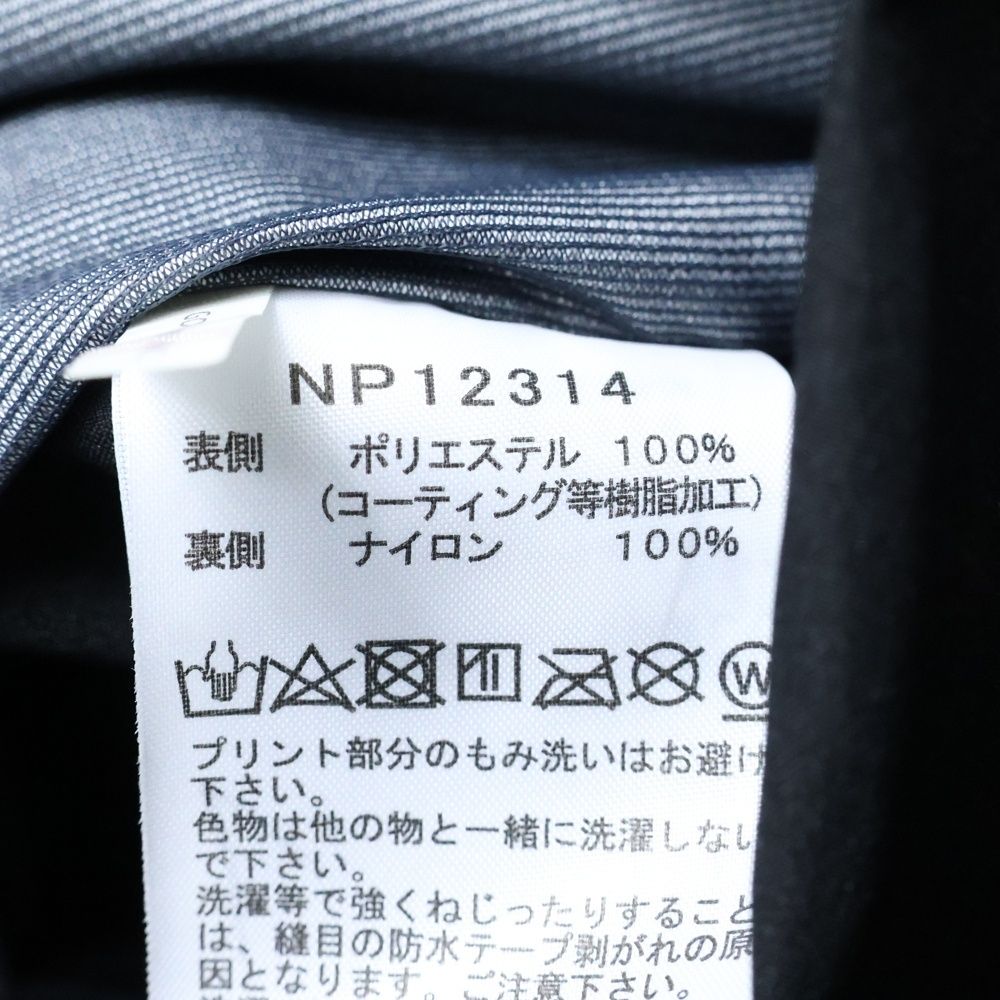 S
NP12314
表側 ポリエステル 100%
(コーティング等樹脂加工)
裏側 ナイロン 100%
W
プリント部分のもみ洗いはお避け
下さい。
色物は他の物と一緒に洗濯しない
で下さい。
洗濯等で強くねじったりすること
は、縫目の防水テープ剥がれの原
因となります。ご注意下さい。